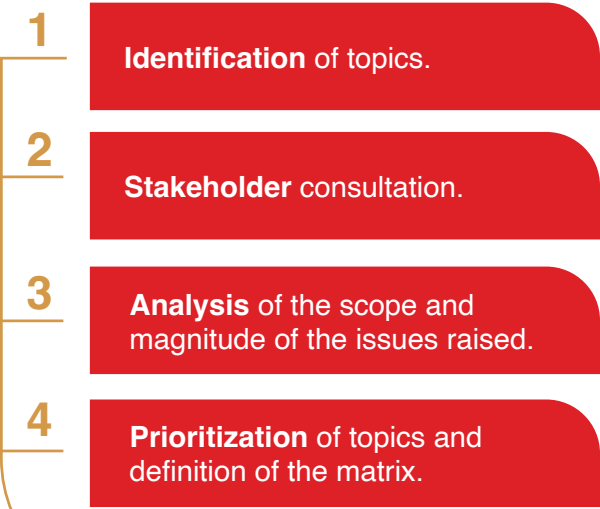 1
Identification of topics.
2
Stakeholder consultation.
3
Analysis of the scope and
magnitude of the issues raised.
4
Prioritization of topics and
definition of the matrix.